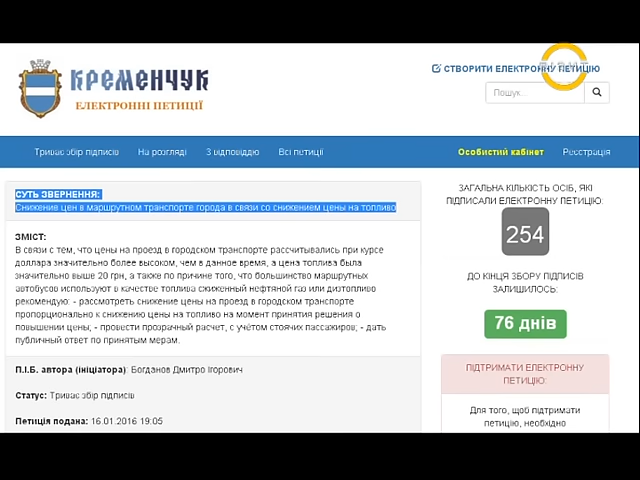 КРЕМЕНЧУК
ЕЛЕКТРОННІ ПЕТИЦІЇ
СТВОРИТИ ЕЛЕКТРОННУ ПЕТИЦІЮ
Пошук...
Триває збір підписів На розгляді З відповіддю Всі петиції Особистий кабінет Реєстрація
СУТЬ ЗВЕРНЕННЯ:
Снижение цен в маршрутном транспорте города в связи со снижением цены на топливо
ЗМІСТ:
В связи с тем, что цены на проезд в городском транспорте рассчитывались при курсе
доллара значительно более высоком, чем в данное время, а цена топлива была
значительно выше 20 грн, а также по причине того, что большинство маршрутных
автобусов используют в качестве топлива сжиженный нефтяной газ или дизтопливо
рекомендую: - рассмотреть снижение цены на проезд в городском транспорте
пропорционально к снижению цены на топливо на момент принятия решения о
повышении цены; - провести прозрачный расчет, с учётом стоячих пассажиров; - дать
публичный ответ по принятым мерам.
П.І.Б. автора (ініціатора): Богданов Дмитро Ігорович
Статус: Триває збір підписів
Петиція подана: 16.01.2016 19:05
ЗАГАЛЬНА КІЛЬКІСТЬ ОСІБ, ЯКІ
ПІДПИСАЛИ ЕЛЕКТРОННУ ПЕТИЦІЮ:
254
ДО КІНЦЯ ЗБОРУ ПІДПИСІВ
ЗАЛИШИЛОСЬ:
76 днів
ПІДТРИМАТИ ЕЛЕКТРОННУ
ПЕТИЦІЮ:
Для того, щоб підтримати
петицію, необхідно